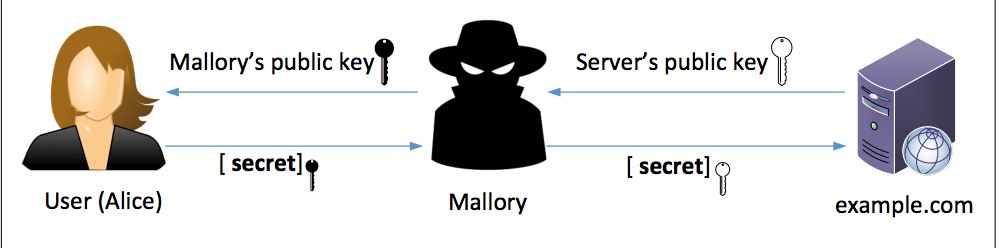 Mallory's public key
Server's public key
[ secret]
[ secret]
User (Alice)
Mallory
example.com